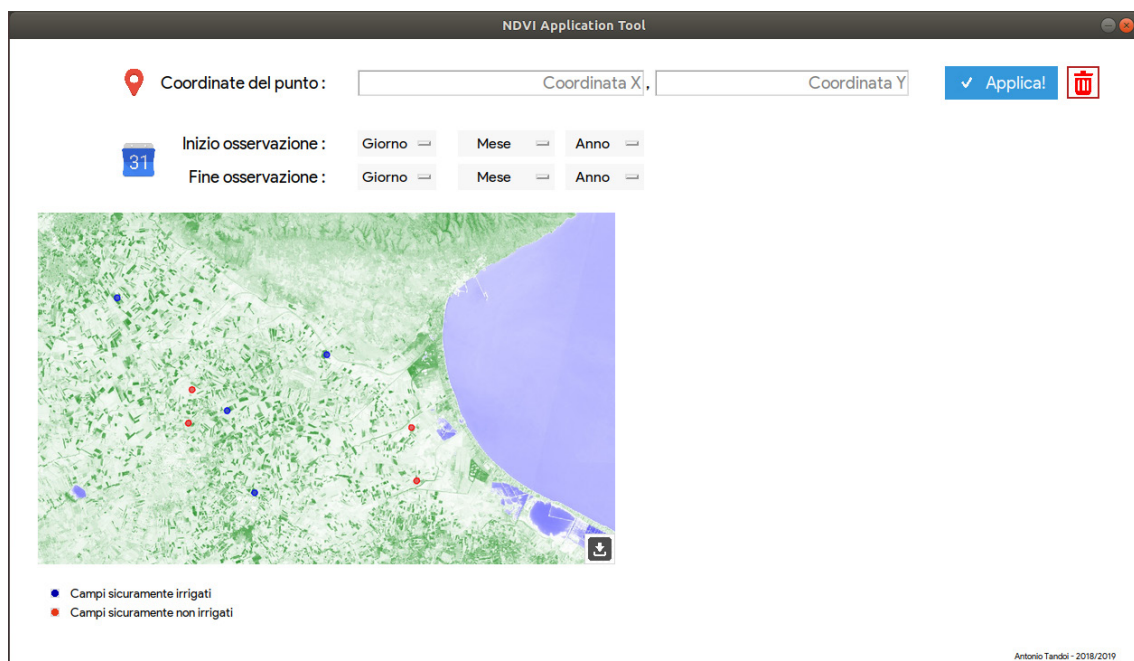 NDVI Application Tool
Coordinate del punto : Coordinata X , Coordinata Y ✓ Applica!
31
Inizio osservazione : Giorno Mese Anno
Fine osservazione : Giorno Mese Anno
Campi sicuramente irrigati
Campi sicuramente non irrigati
Antonio Tandoi - 2018/2019